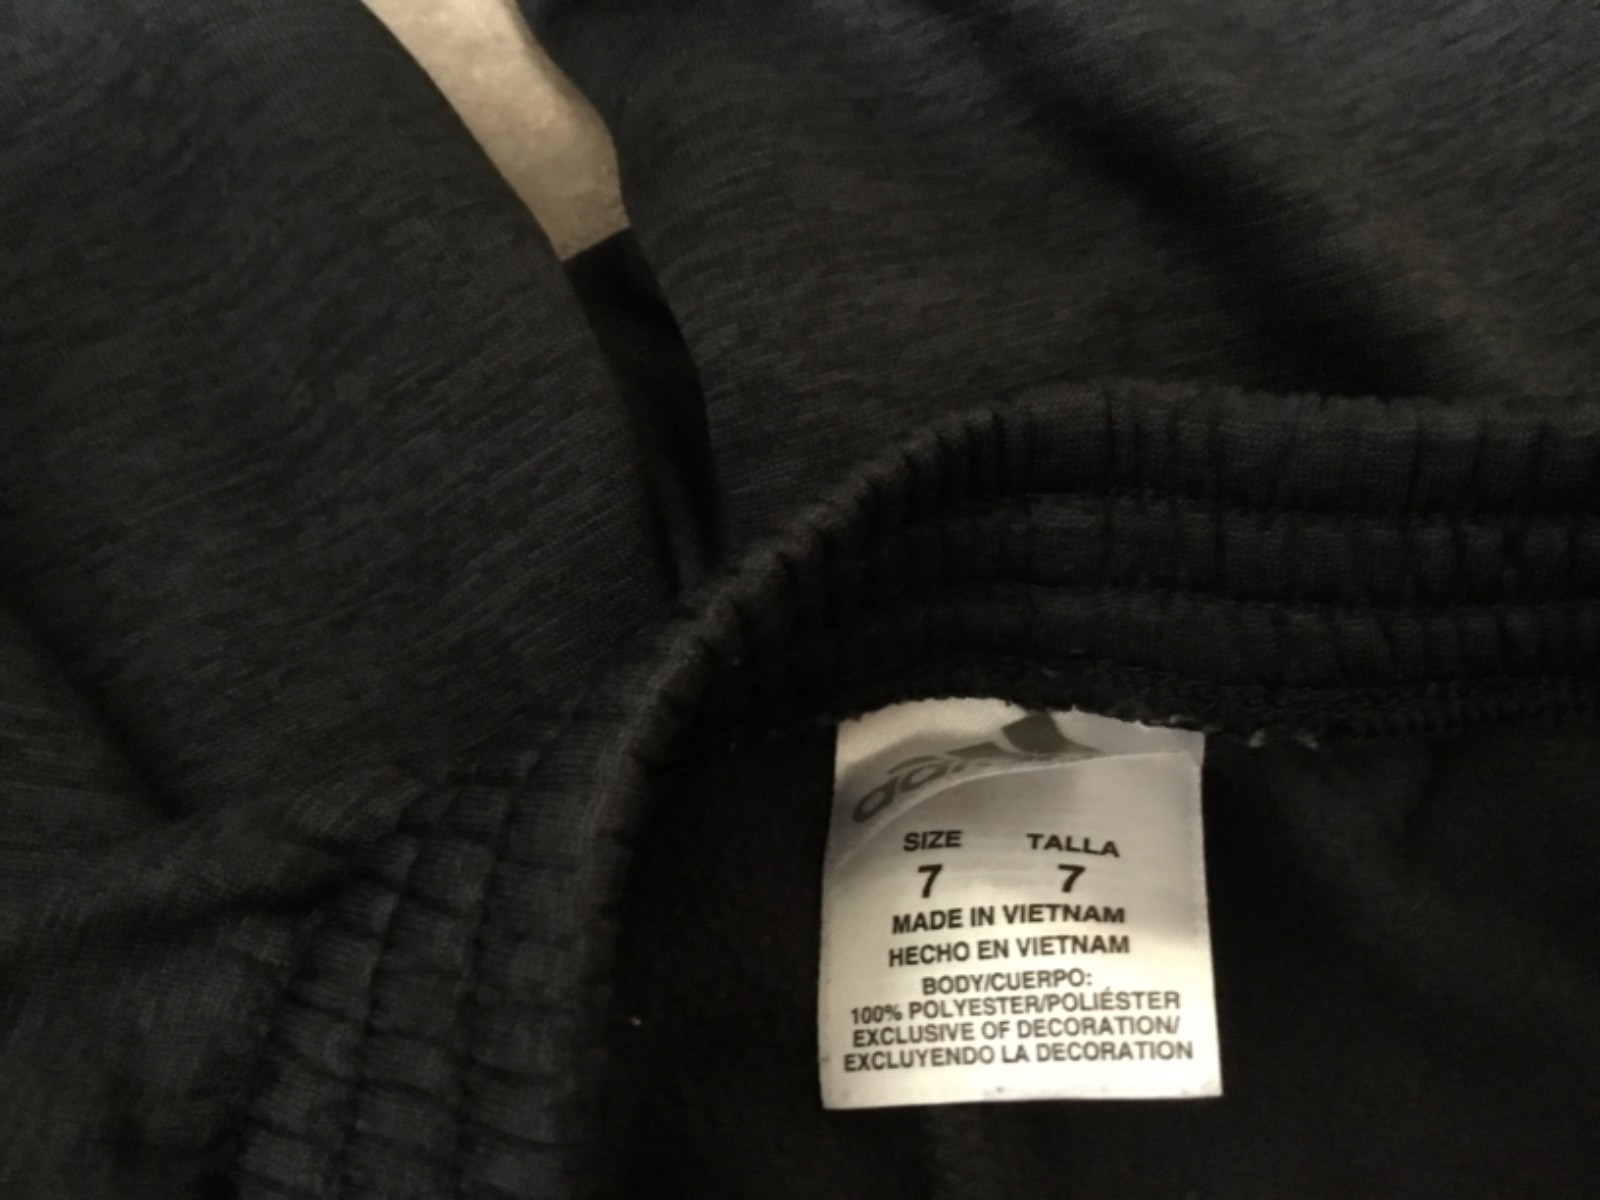 adidas
SIZE TALLA
7 7
MADE IN VIETNAM
HECHO EN VIETNAM
BODY/CUERPO:
100% POLYESTER/POLIÉSTER
EXCLUSIVE OF DECORATION/
EXCLUYENDO LA DECORATION